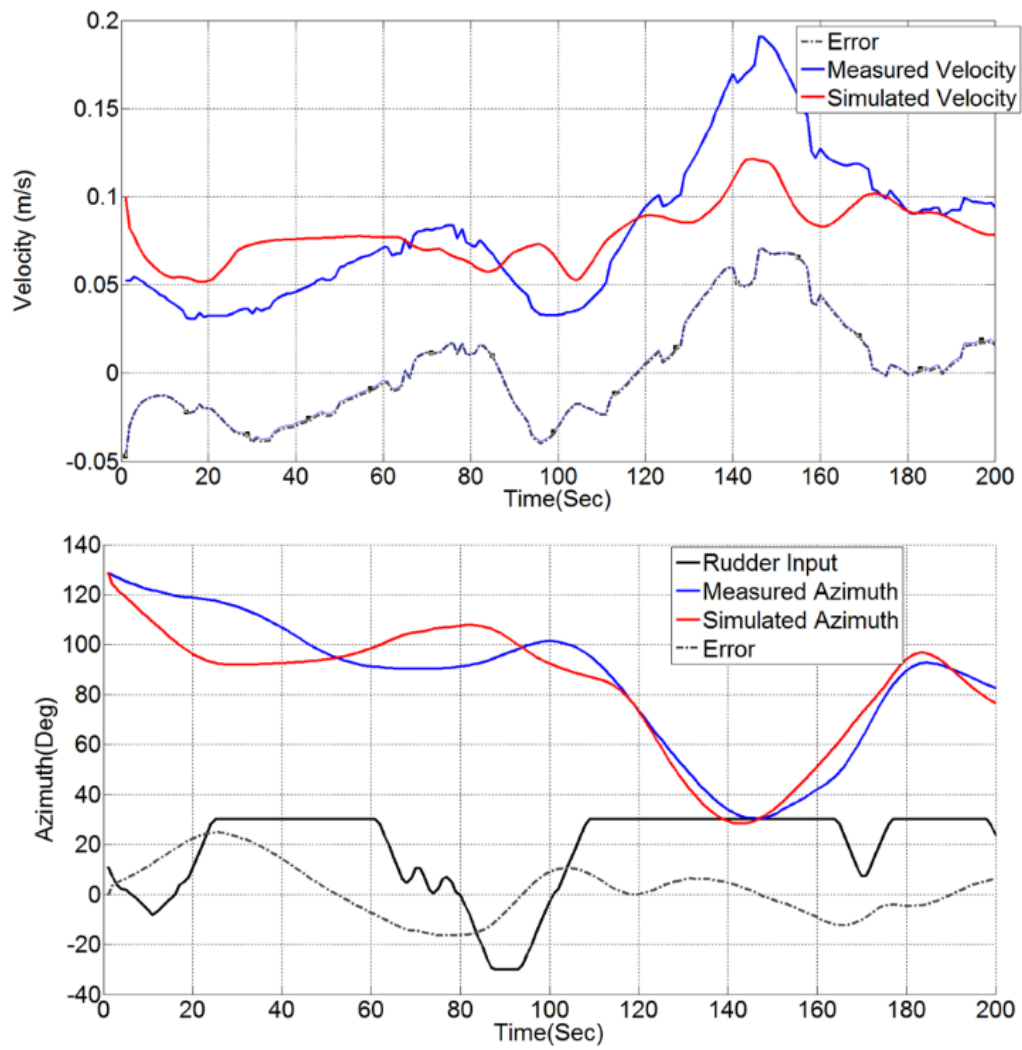 0.2
0.15
0.1
0.05
0
-0.05
Velocity (m/s)
Error
Measured Velocity
Simulated Velocity
0 20 40 60 80 100 120 140 160 180 200
Time(Sec)
140
120
100
80
60
40
20
0
-20
-40
Azimuth(Deg)
Rudder Input
Measured Azimuth
Simulated Azimuth
Error
0 20 40 60 80 100 120 140 160 180 200
Time(Sec)